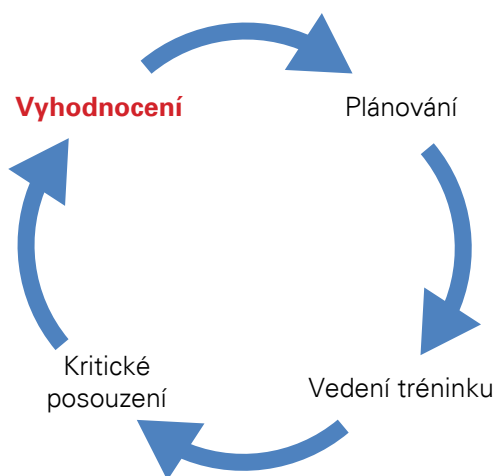 Vyhodnocení
Plánování
Kritické
posouzení
Vedení tréninku